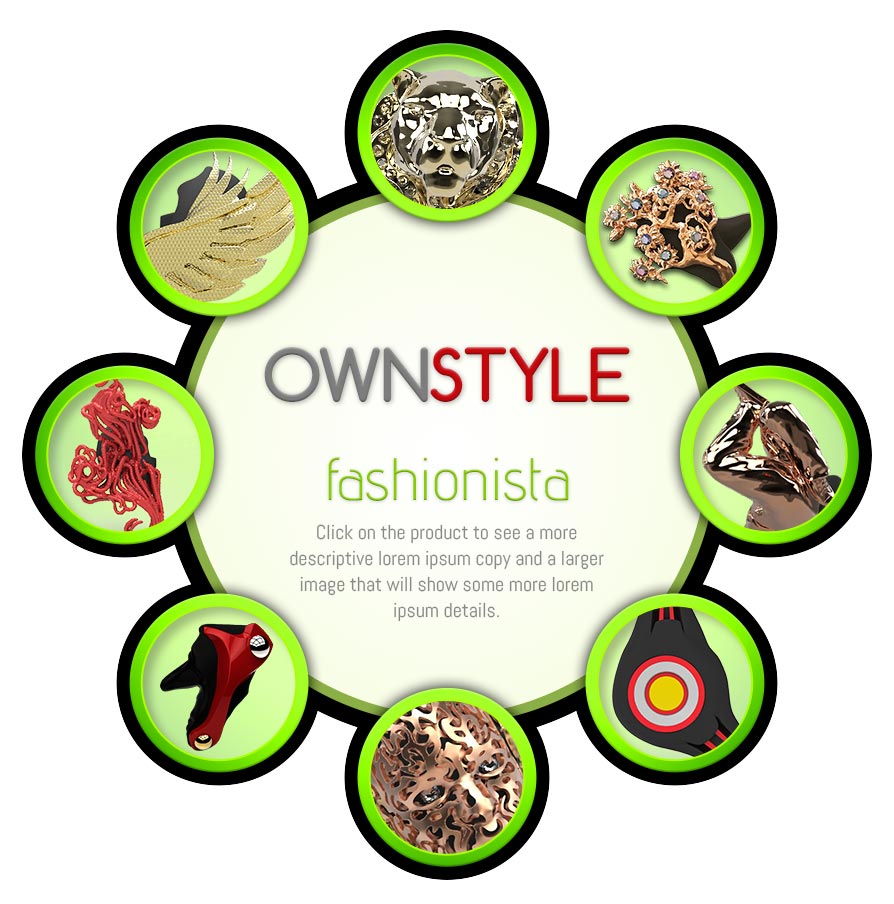 OWNSTYLE
fashionista
Click on the product to see a more
descriptive lorem ipsum copy and a larger
image that will show some more lorem
ipsum details.